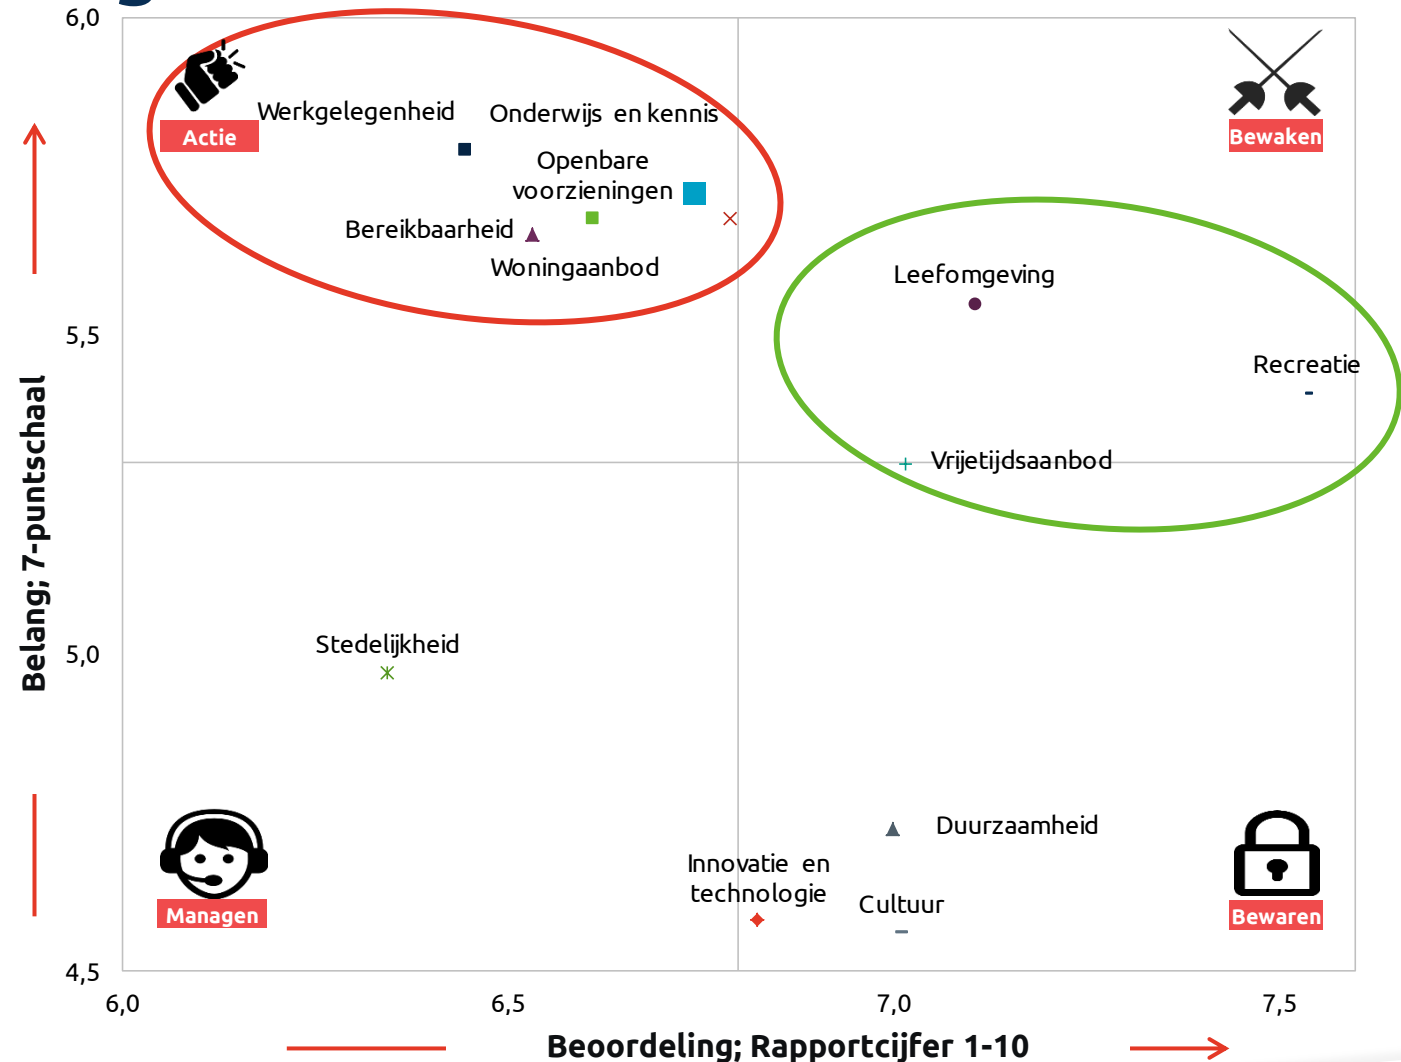 6,0
Werkgelegenheid
Onderwijs en kennis
Actie
Bewaken
Openbare
voorzieningen
Bereikbaarheid
Woningaanbod
Leefomgeving
5,5
Recreatie
Vrijetijdsaanbod
Belang; 7-puntschaal
Stedelijkheid
5,0
Duurzaamheid
Innovatie en
technologie
Cultuur
Managen
Bewaren
4,5
6,0
6,5
7,0
7,5
Beoordeling; Rapportcijfer 1-10